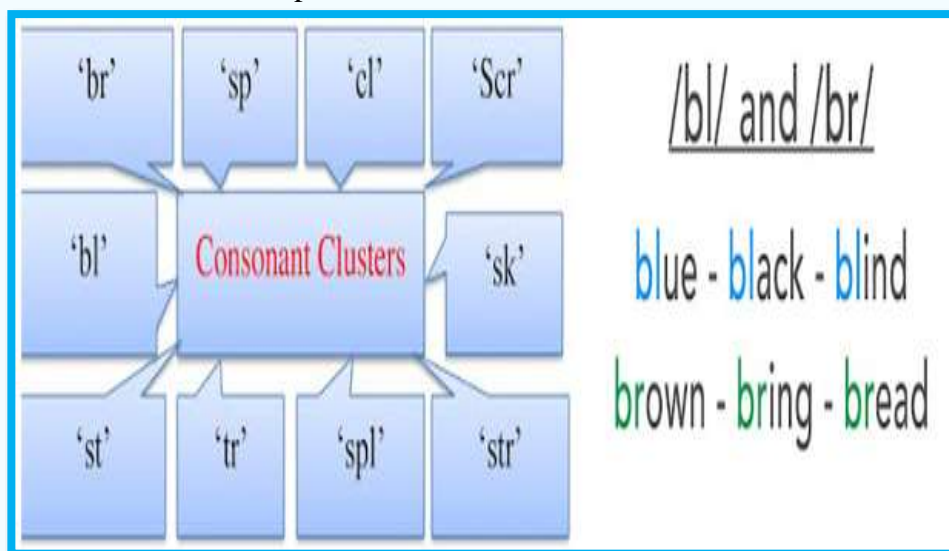 ‘br’ ‘sp’ ‘cl’ ‘Scr’
‘bl’ Consonant Clusters ‘sk’
‘st’ ‘tr’ ‘spl’ ‘str’
/bl/ and /br/
blue - black - blind
brown - bring - bread